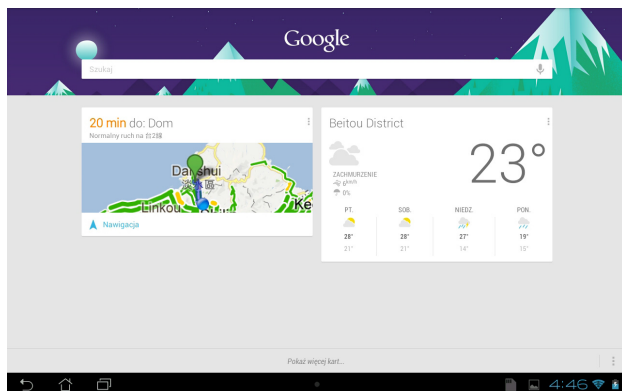 Google
Szukaj
20 min do: Dom
Normalny ruch na 台2線
Danshui
淡水區
Linkou
Ke
Nawigacja
Beitou District
23°
ZACHMURZENIE
6 km/h
0%
PT. SOB. NIEDZ. PON.
28° 28° 27° 19°
21° 21° 14° 15°
Pokaż więcej kart...
4:46